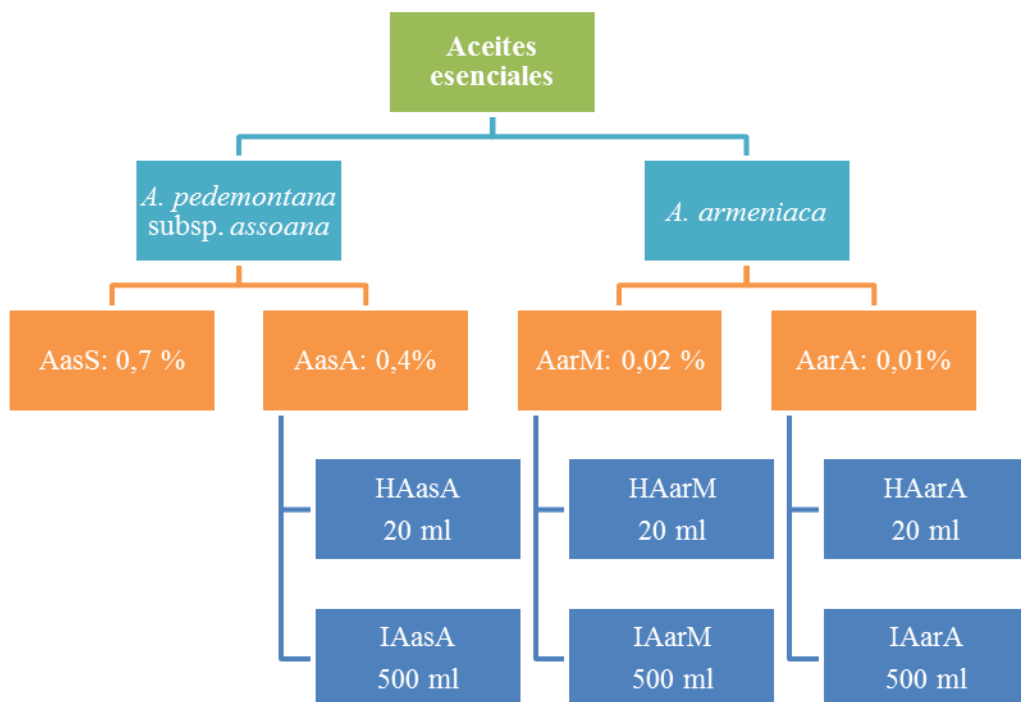 Aceites
esenciales
A. pedemontana
subsp. assoana
A. armeniaca
AasS: 0,7 %
AasA: 0,4%
AarM: 0,02 %
AarA: 0,01%
HAasA
20 ml
HAarM
20 ml
HAarA
20 ml
IAasA
500 ml
IAarM
500 ml
IAarA
500 ml